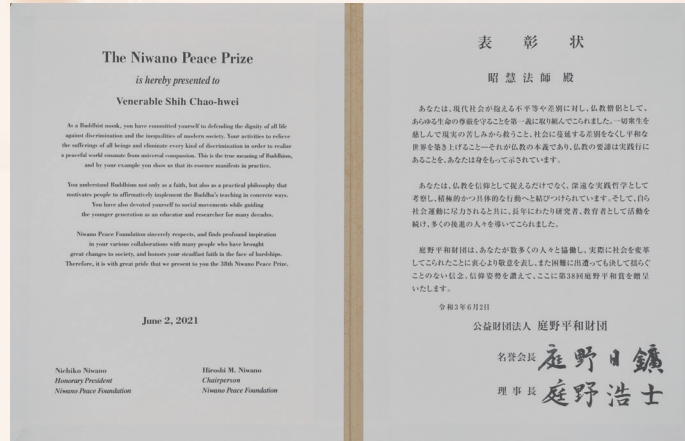 The Niwano Peace Prize
is hereby presented to
Venerable Shih Chao-hwei
As a Buddhist monk, you have committed yourself to defending the dignity of all life
against discrimination and the inequalities of modern society. Your activities to relieve
the sufferings of all beings and eliminate every kind of discrimination in order to realize
a peaceful world emanate from universal compassion. This is the true meaning of Buddhism,
and by your example you show us that its essence manifests in practice.
You understand Buddhism not only as a faith, but also as a practical philosophy that
motivates people to affirmatively implement the Buddha's teaching in concrete ways.
You have also devoted yourself to social movements while guiding
the younger generation as an educator and researcher for many decades.
Niwano Peace Foundation sincerely respects, and finds profound inspiration
in your various collaborations with many people who have brought
great changes to society, and honors your steadfast faith in the face of hardships.
Therefore, it is with great pride that we present to you the 38th Niwano Peace Prize.
June 2, 2021
Nichiko Niwano
Honorary President
Niwano Peace Foundation
Hiroshi M. Niwano
Chairperson
Niwano Peace Foundation
表彰状
昭慧法師 殿
あなたは、現代社会が抱える不平等や差別に対し、仏教僧侶として、
あらゆる生命の尊厳を守ることを第一義に取り組んでこられました。一切衆生を
慈しんで現実の苦しみから救うこと、社会に蔓延する差別をなくし平和な
世界を築き上げること―それが仏教の本義であり、仏教の要諦は実践行に
あることを、あなたは身をもって示されています。
あなたは、仏教を信仰として捉えるだけでなく、深遠な実践哲学として
考察し、積極的かつ具体的な行動へと結びつけられています。そして、自ら
社会運動に尽力されると共に、長年にわたり研究者、教育者として活動を
続け、多くの後進の人々を導いてこられました。
庭野平和財団は、あなたが数多くの人々と協働し、実際に社会を変革
してこられたことに衷心より敬意を表し、また困難に出遭っても決して揺らぐ
ことのない信念、信仰姿勢を讃えて、ここに第38回庭野平和賞を贈呈
いたします。
令和3年6月2日
公益財団法人 庭野平和財団
名誉会長 庭野日鑛
理事長 庭野浩士